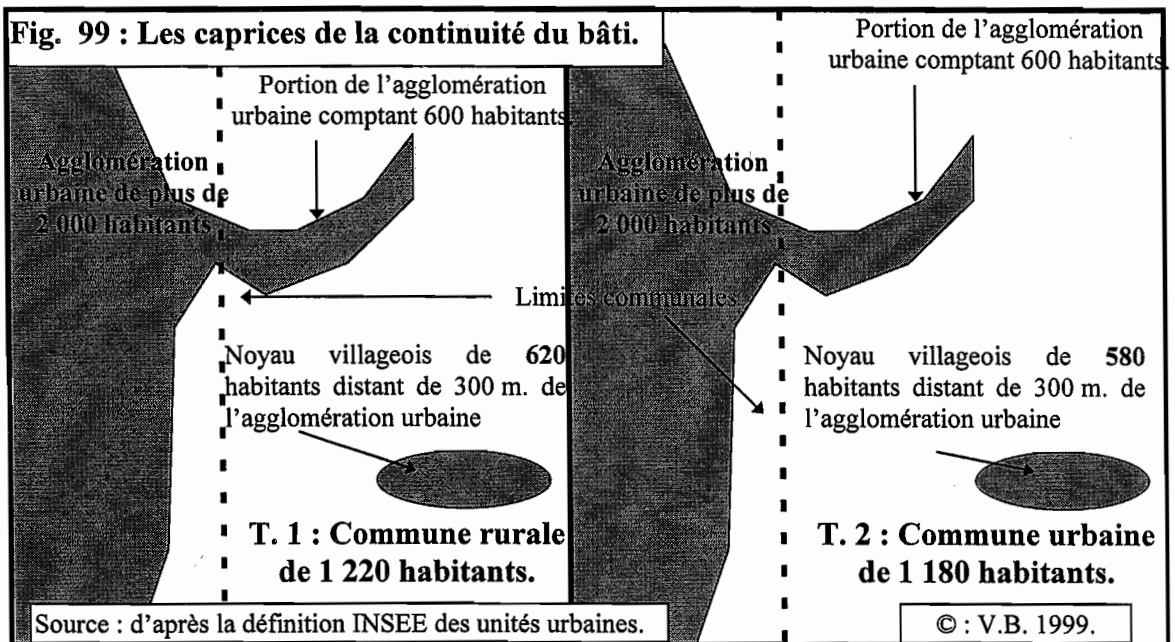 Fig. 99 : Les caprices de la continuité du bâti.
Portion de l'agglomération
urbaine comptant 600 habitants.
Agglomération
urbaine de plus de
2 000 habitants
Limites communales
Noyau villageois de 620
habitants distant de 300 m. de
l'agglomération urbaine
T. 1 : Commune rurale
de 1 220 habitants.
Portion de l'agglomération
urbaine comptant 600 habitants.
Agglomération
urbaine de plus de
2 000 habitants
Noyau villageois de 580
habitants distant de 300 m. de
l'agglomération urbaine
T. 2 : Commune urbaine
de 1 180 habitants.
Source : d'après la définition INSEE des unités urbaines.
© : V.B. 1999.